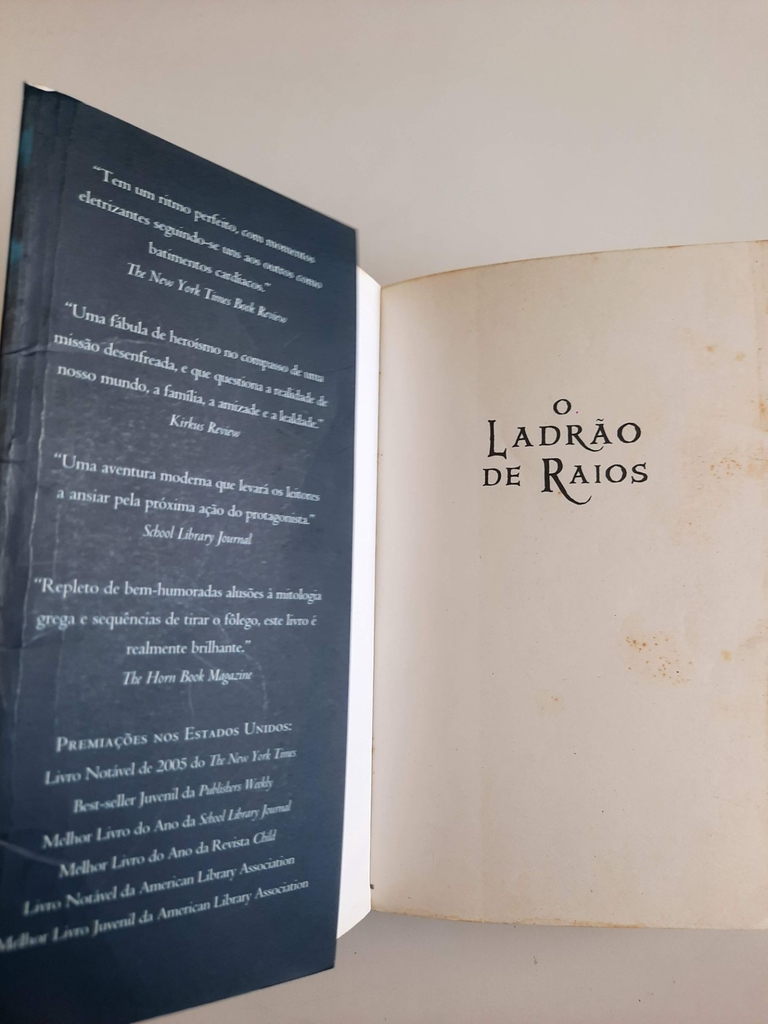 “Tem um ritmo perfeito, com momentos
eletrizantes seguindo-se uns aos outros como
batimentos cardíacos.”
The New York Times Book Review
“Uma fábula de heroísmo no compasso de uma
missão desenfreada, e que questiona a realidade de
nosso mundo, a família, a amizade e a lealdade.”
Kirkus Review
“Uma aventura moderna que levará os leitores
a ansiar pela próxima ação do protagonista.”
School Library Journal
“Repleto de bem-humoradas alusões à mitologia
grega e sequências de tirar o fôlego, este livro é
realmente brilhante.”
The Horn Book Magazine
PREMIAÇÕES NOS ESTADOS UNIDOS:
Livro Notável de 2005 do The New York Times
Best-seller Juvenil da Publishers Weekly
Melhor Livro do Ano da School Library Journal
Melhor Livro do Ano da Revista Child
Livro Notável da American Library Association
Melhor Livro Juvenil da American Library Association
O
LADRÃO
DE RAIOS